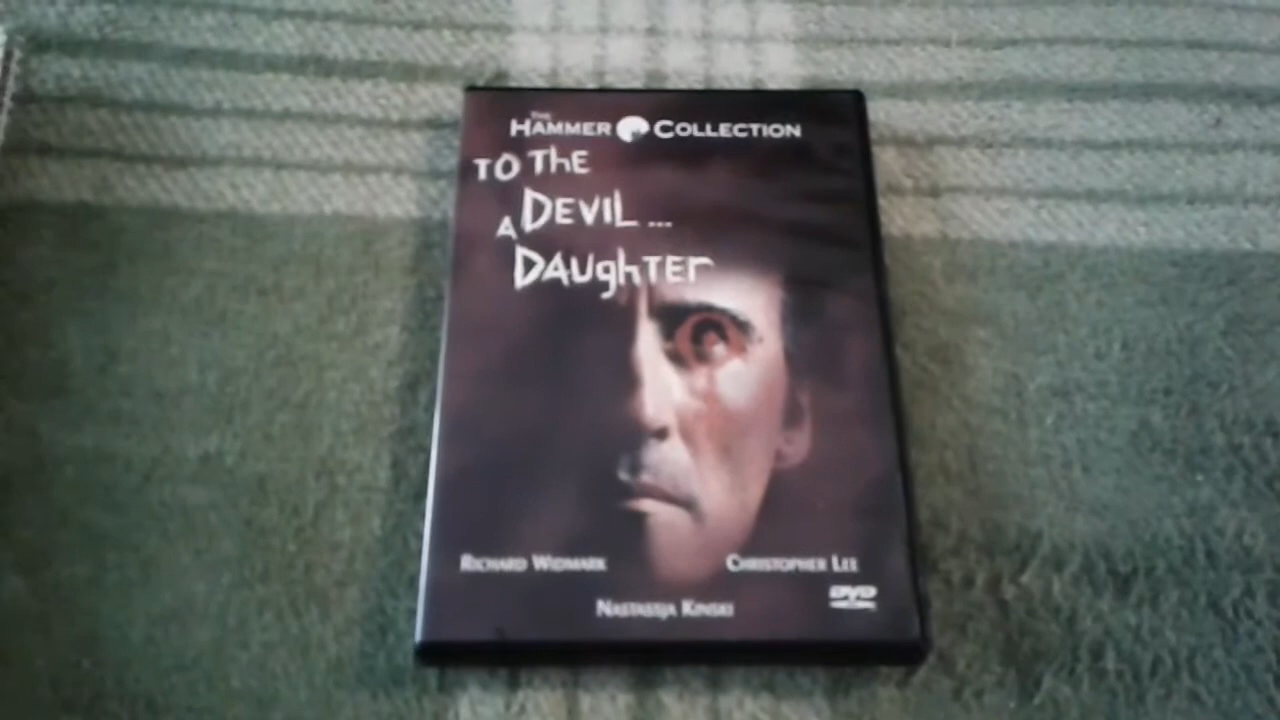 THE
HAMMER COLLECTION
TO ThE
A DEVIL...
DAughTEr
RICHARD WIDMARK
CHRISTOPHER LEE
NASTASSJA KINSKI
DVD